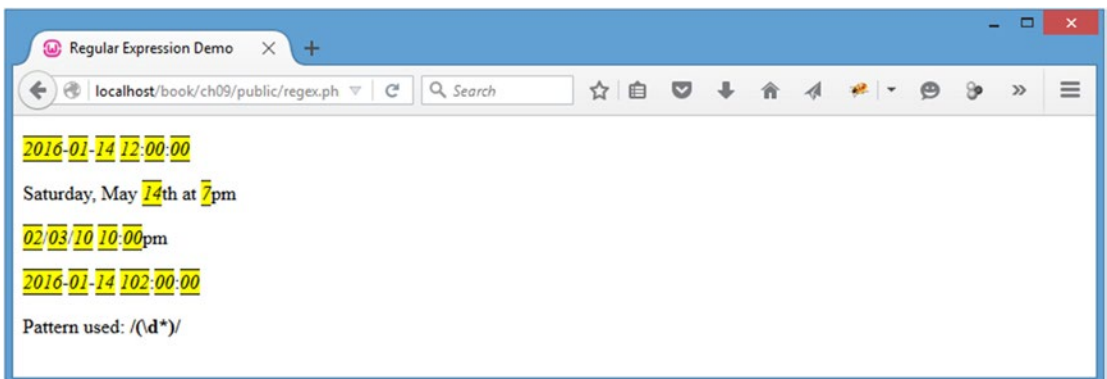 Regular Expression Demo
localhost/book/ch09/public/regex.ph
Search
2016-01-14 12:00:00
Saturday, May 14th at 7pm
02/03/10 10:00pm
2016-01-14 102:00:00
Pattern used: /(\d*)/